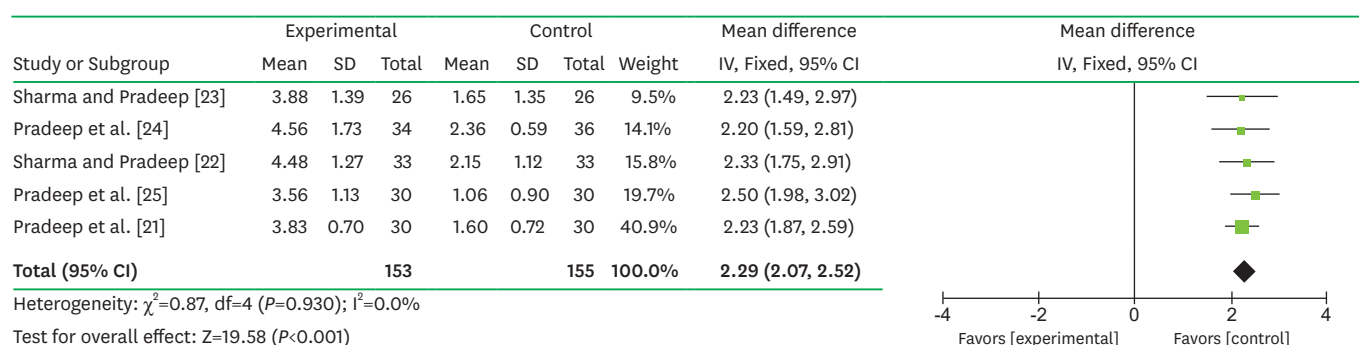 Experimental Control Mean difference Mean difference
Study or Subgroup Mean SD Total Mean SD Total Weight IV, Fixed, 95% CI IV, Fixed, 95% CI
Sharma and Pradeep [23] 3.88 1.39 26 1.65 1.35 26 9.5% 2.23 (1.49, 2.97)
Pradeep et al. [24] 4.56 1.73 34 2.36 0.59 36 14.1% 2.20 (1.59, 2.81)
Sharma and Pradeep [22] 4.48 1.27 33 2.15 1.12 33 15.8% 2.33 (1.75, 2.91)
Pradeep et al. [25] 3.56 1.13 30 1.06 0.90 30 19.7% 2.50 (1.98, 3.02)
Pradeep et al. [21] 3.83 0.70 30 1.60 0.72 30 40.9% 2.23 (1.87, 2.59)
Total (95% CI) 153 155 100.0% 2.29 (2.07, 2.52)
Heterogeneity: χ²=0.87, df=4 (P=0.930); I²=0.0%
Test for overall effect: Z=19.58 (P<0.001)
-4 -2 0 2 4
Favors [experimental] Favors [control]